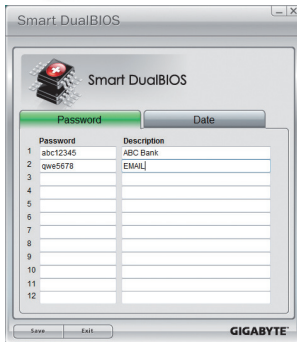 Smart DualBIOS
Smart DualBIOS
Password Date
Password Description
1 abc12345 ABC Bank
2 qwe5678 EMAIL
3
4
5
6
7
8
9
10
11
12
Save Exit GIGABYTE™